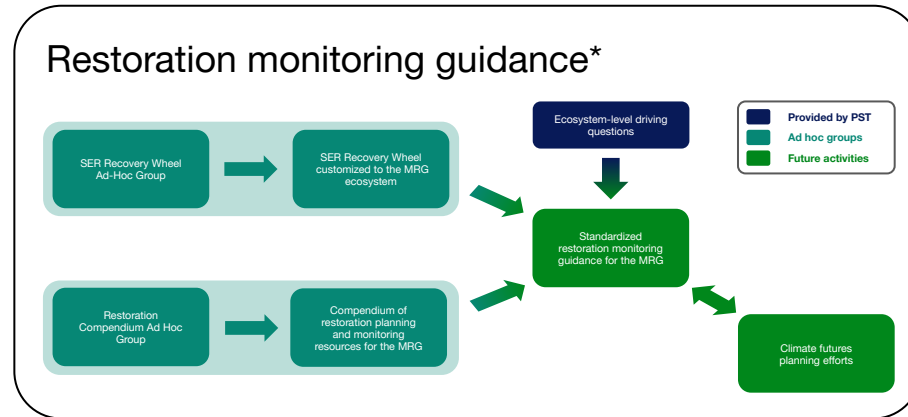 Restoration monitoring guidance*
Ecosystem-level driving
questions
Provided by PST
Ad hoc groups
Future activities
SER Recovery Wheel
Ad-Hoc Group
SER Recovery Wheel
customized to the MRG
ecosystem
Standardized
restoration monitoring
guidance for the MRG
Restoration
Compendium Ad Hoc
Group
Compendium of
restoration planning
and monitoring
resources for the MRG
Climate futures
planning efforts